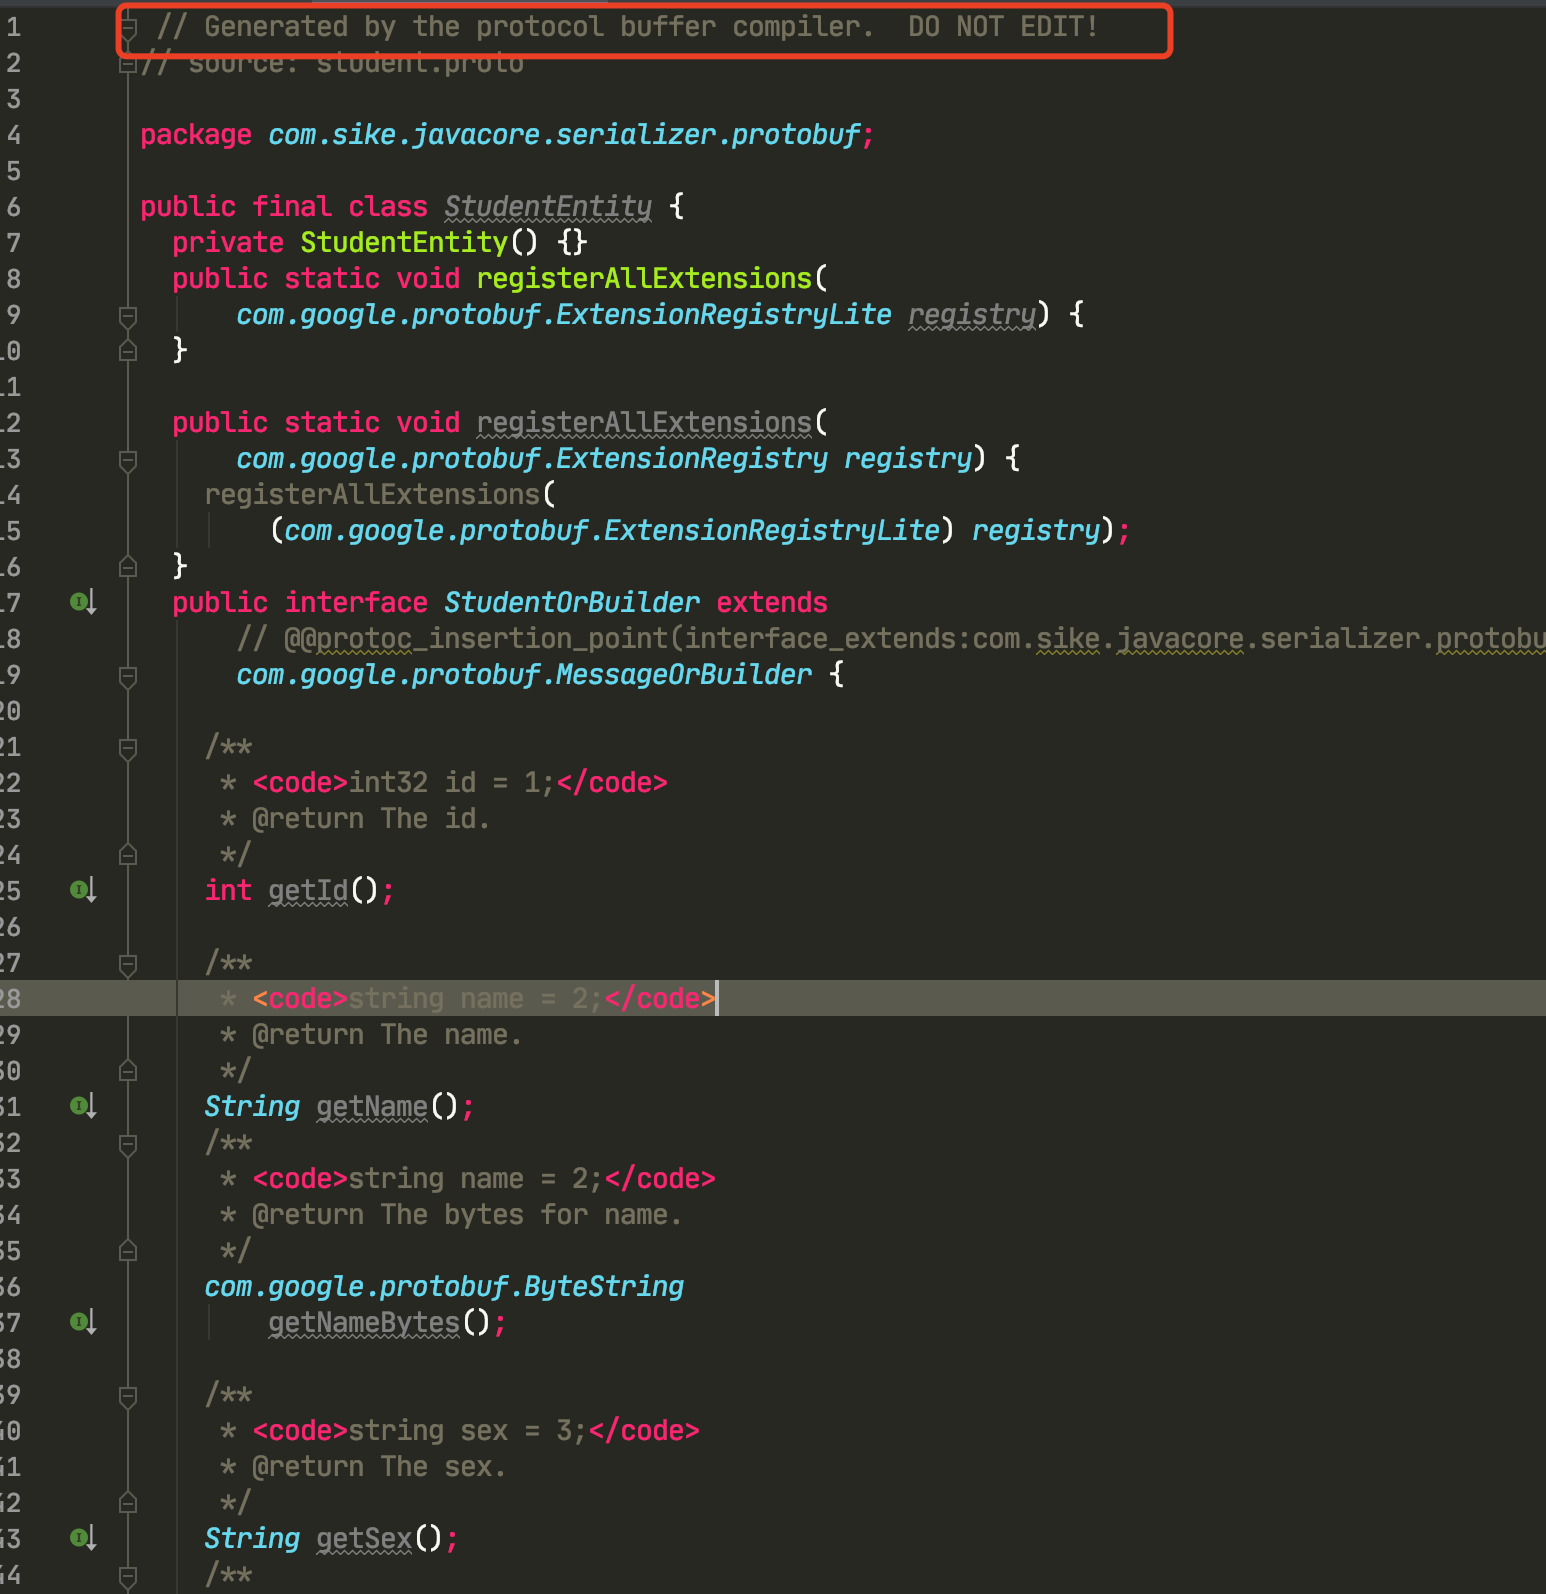 1 // Generated by the protocol buffer compiler.  DO NOT EDIT!
2 // source: student.proto
3
4 package com.sike.javacore.serializer.protobuf;
5
6 public final class StudentEntity {
7   private StudentEntity() {}
8   public static void registerAllExtensions(
9       com.google.protobuf.ExtensionRegistryLite registry) {
10   }
11
12   public static void registerAllExtensions(
13       com.google.protobuf.ExtensionRegistry registry) {
14     registerAllExtensions(
15         (com.google.protobuf.ExtensionRegistryLite) registry);
16   }
17   public interface StudentOrBuilder extends
18       // @@protoc_insertion_point(interface_extends:com.sike.javacore.serializer.protobu
19       com.google.protobuf.MessageOrBuilder {
20
21     /**
22      * <code>int32 id = 1;</code>
23      * @return The id.
24      */
25     int getId();
26
27     /**
28      * <code>string name = 2;</code>
29      * @return The name.
30      */
31     String getName();
32     /**
33      * <code>string name = 2;</code>
34      * @return The bytes for name.
35      */
36     com.google.protobuf.ByteString
37         getNameBytes();
38
39     /**
40      * <code>string sex = 3;</code>
41      * @return The sex.
42      */
43     String getSex();
44     /**